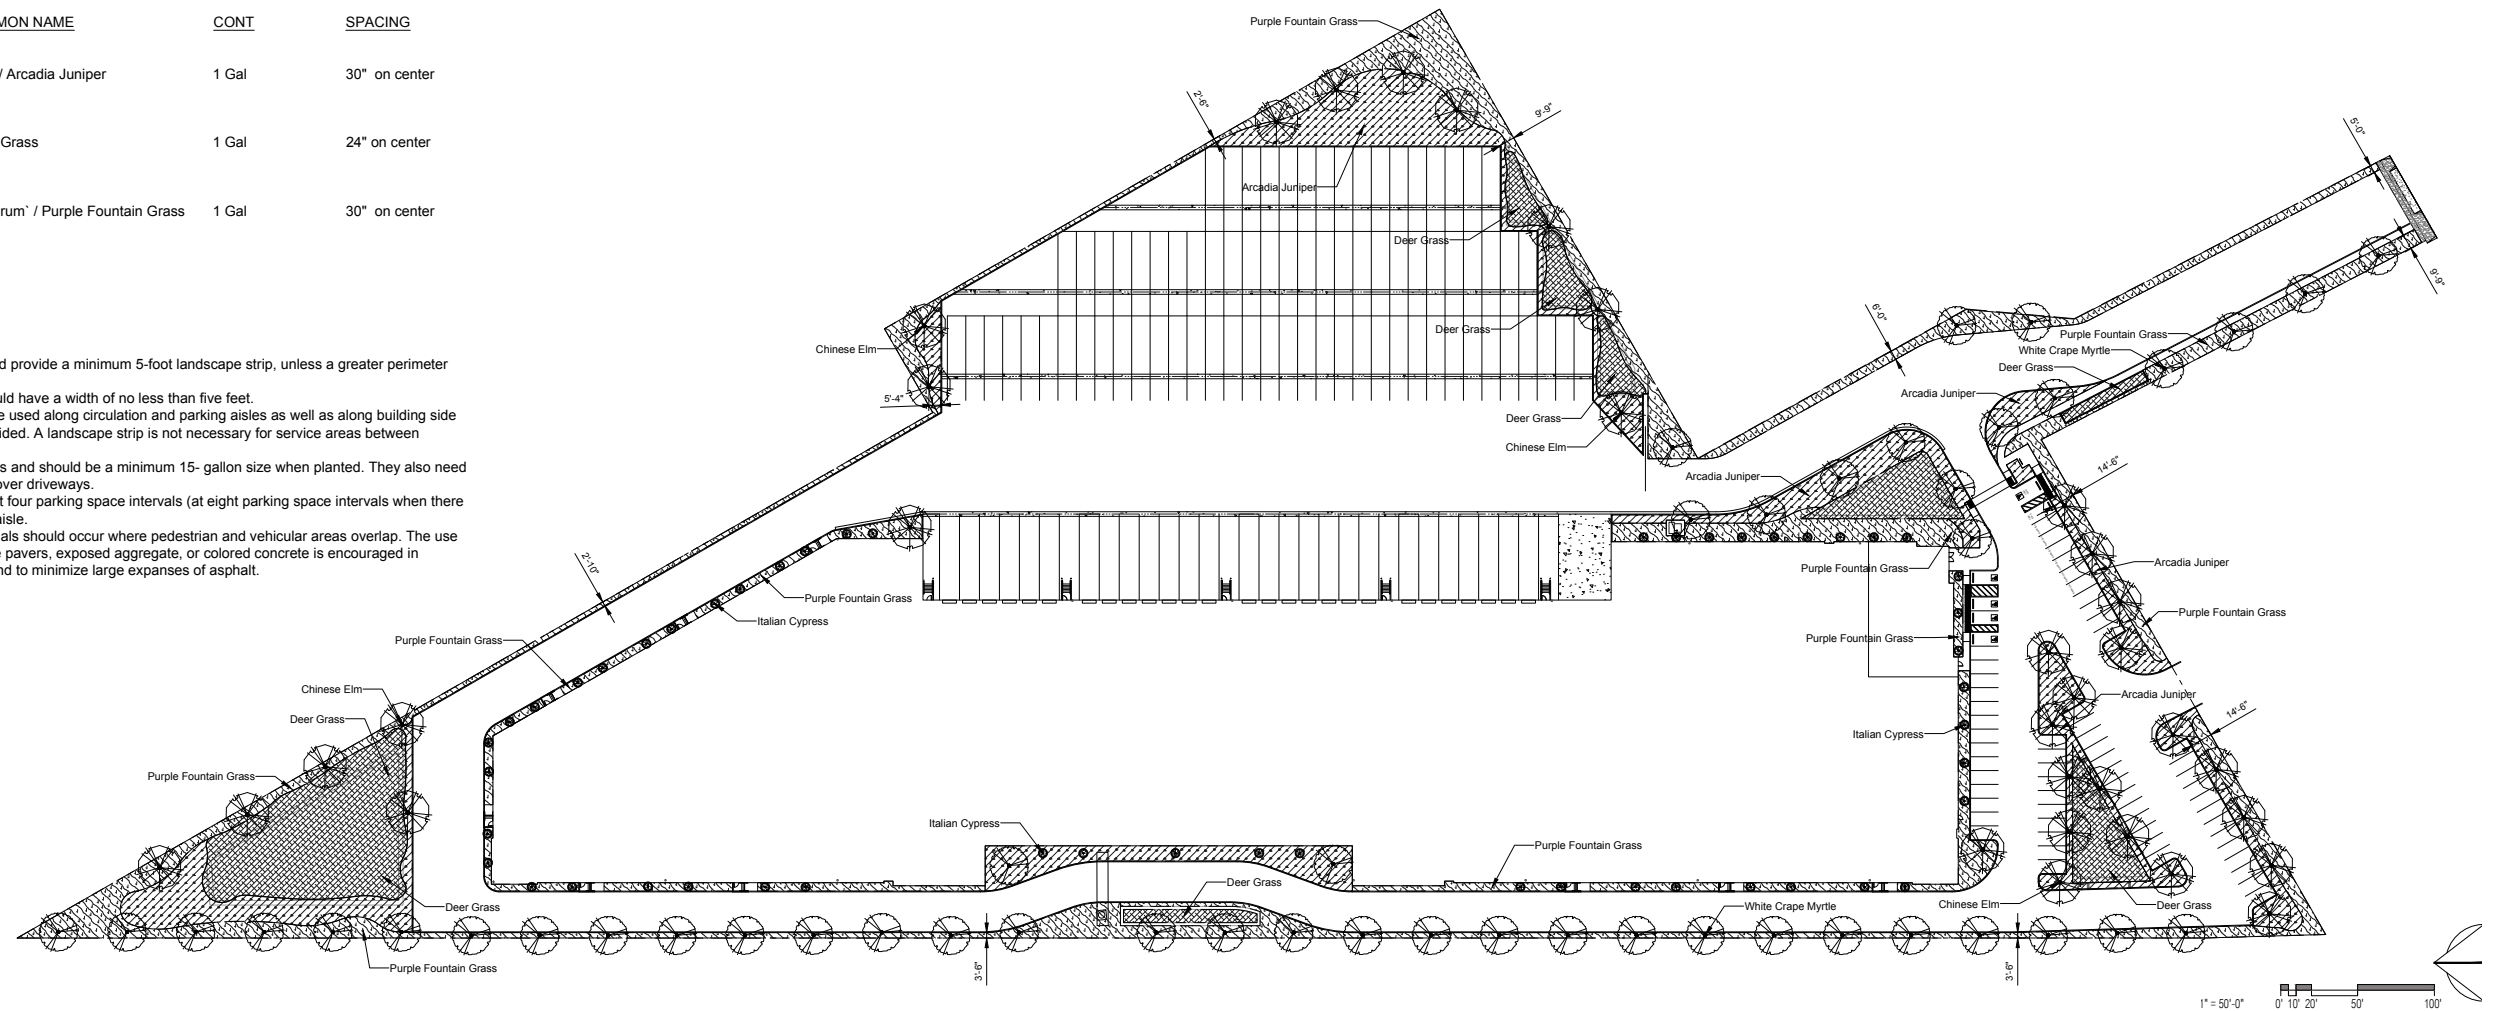 MON NAME CONT SPACING
/ Arcadia Juniper 1 Gal 30" on center
Grass 1 Gal 24" on center
rum` / Purple Fountain Grass 1 Gal 30" on center
d provide a minimum 5-foot landscape strip, unless a greater perimeter
uld have a width of no less than five feet.
e used along circulation and parking aisles as well as along building side
ided. A landscape strip is not necessary for service areas between
s and should be a minimum 15- gallon size when planted. They also need
over driveways.
t four parking space intervals (at eight parking space intervals when there
aisle.
als should occur where pedestrian and vehicular areas overlap. The use
e pavers, exposed aggregate, or colored concrete is encouraged in
nd to minimize large expanses of asphalt.
Purple Fountain Grass
2'-6"
9'-9"
5'-0"
Arcadia Juniper
Deer Grass
9'-9"
6'-0"
Deer Grass
Purple Fountain Grass
Chinese Elm
White Crape Myrtle
Deer Grass
Arcadia Juniper
5'-4"
Deer Grass
Chinese Elm
14'-6"
Arcadia Juniper
2'-10"
Arcadia Juniper
Purple Fountain Grass
Purple Fountain Grass
Purple Fountain Grass
Italian Cypress
Purple Fountain Grass
Purple Fountain Grass
Chinese Elm
Arcadia Juniper
Deer Grass
14'-6"
Italian Cypress
Purple Fountain Grass
Italian Cypress
Purple Fountain Grass
Deer Grass
Deer Grass
White Crape Myrtle
Chinese Elm
Deer Grass
Purple Fountain Grass
3'-6"
3'-6"
1" = 50'-0" 0' 10' 20' 50' 100'